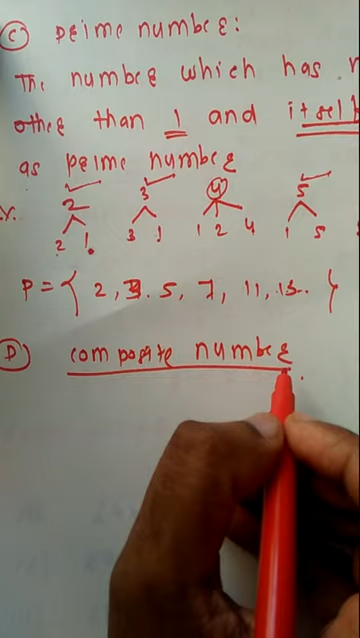 (C) prime number:
The number which has
other than 1 and itself
as prime number
2 3 4 5
2 1 3 1 1 2 4 1 5
P = { 2, 3. 5, 7, 11, 13.. }
(D) composite number